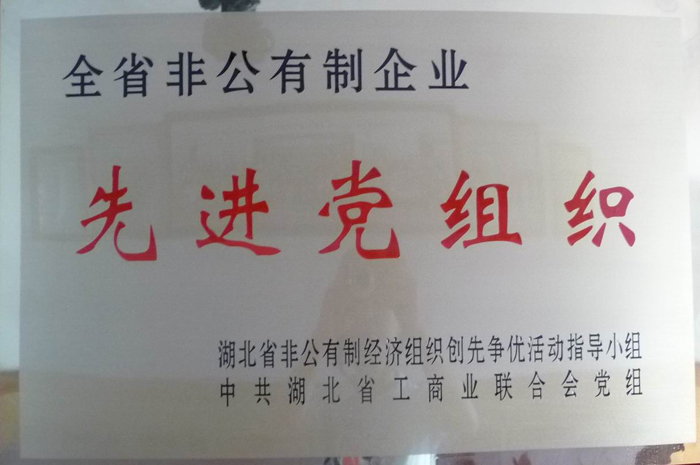 全省非公有制企业
先进党组织
湖北省非公有制经济组织创先争优活动指导小组
中共湖北省工商业联合会党组